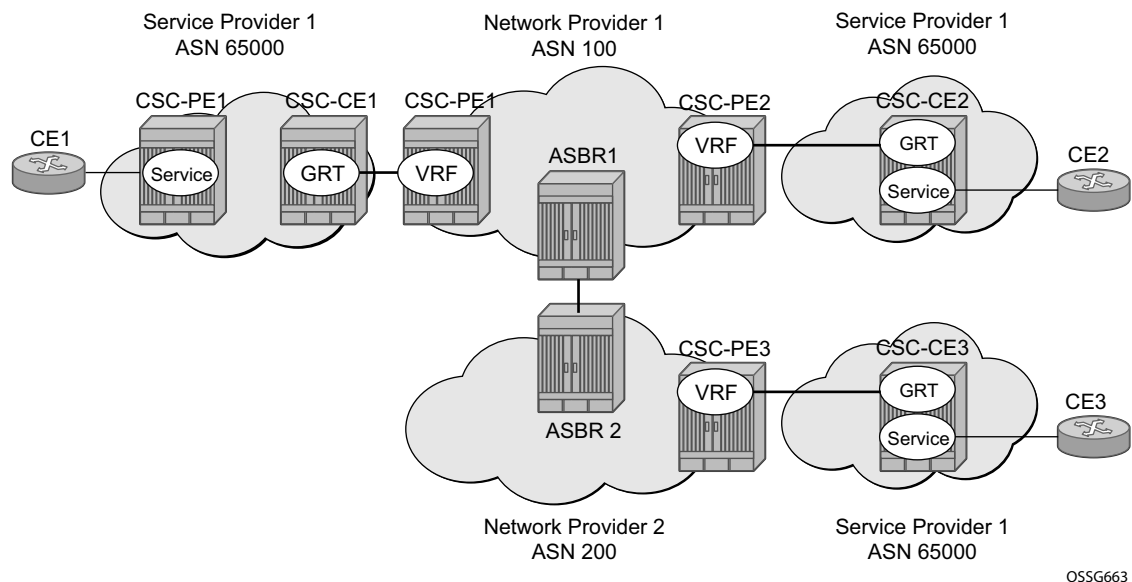 Service Provider 1
ASN 65000
Network Provider 1
ASN 100
Service Provider 1
ASN 65000
CSC-PE1
CSC-CE1
CSC-PE1
CSC-PE2
CSC-CE2
CE1
Service
GRT
VRF
ASBR1
VRF
GRT
Service
CE2
CSC-PE3
CSC-CE3
VRF
GRT
Service
CE3
ASBR 2
Network Provider 2
ASN 200
Service Provider 1
ASN 65000
OSSG663